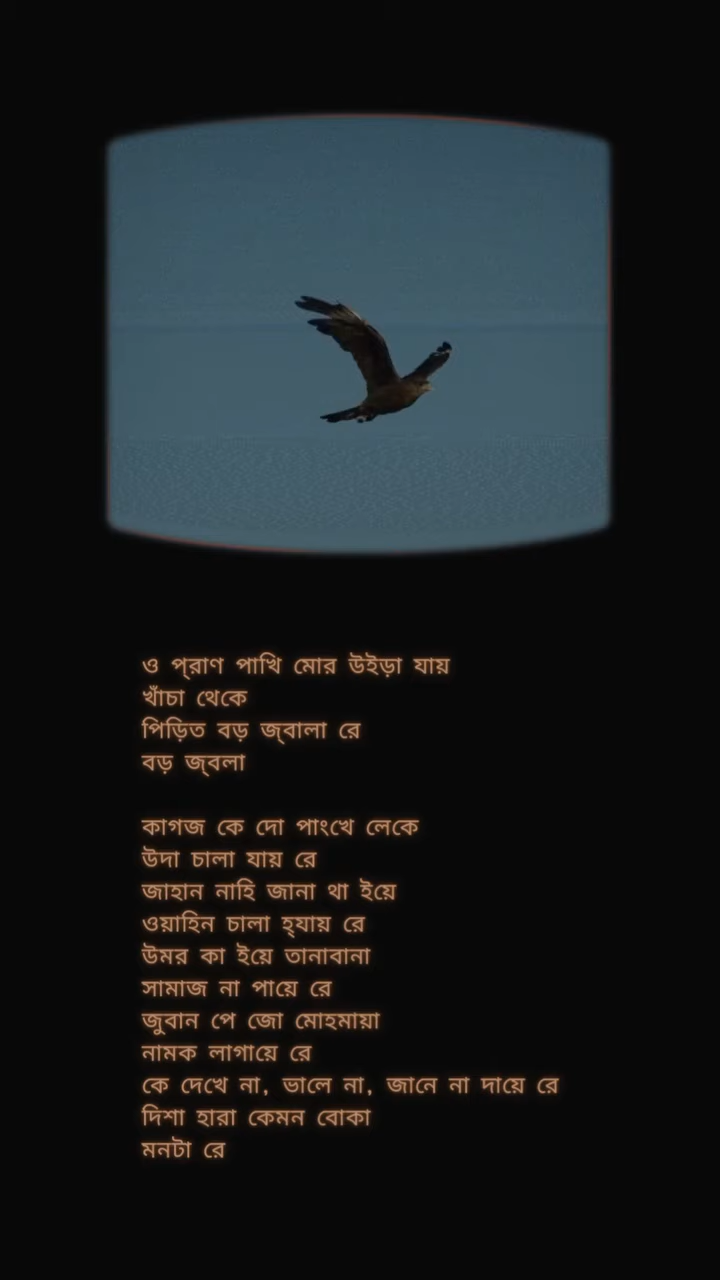 ও প্রাণ পাখি মোর উইড়া যায়
খাঁচা থেকে
পিড়িত বড় জ্বালা রে
বড় জ্বলা
কাগজ কে দো পাংখে লেকে
উদা চালা যায় রে
জাহান নাহি জানা থা ইয়ে
ওয়াহিন চালা হ্যায় রে
উমর কা ইয়ে তানাবানা
সামাজ না পায়ে রে
জুবান পে জো মোহমায়া
নামক লাগায়ে রে
কে দেখে না, ভালে না, জানে না দায়ে রে
দিশা হারা কেমন বোকা
মনটা রে